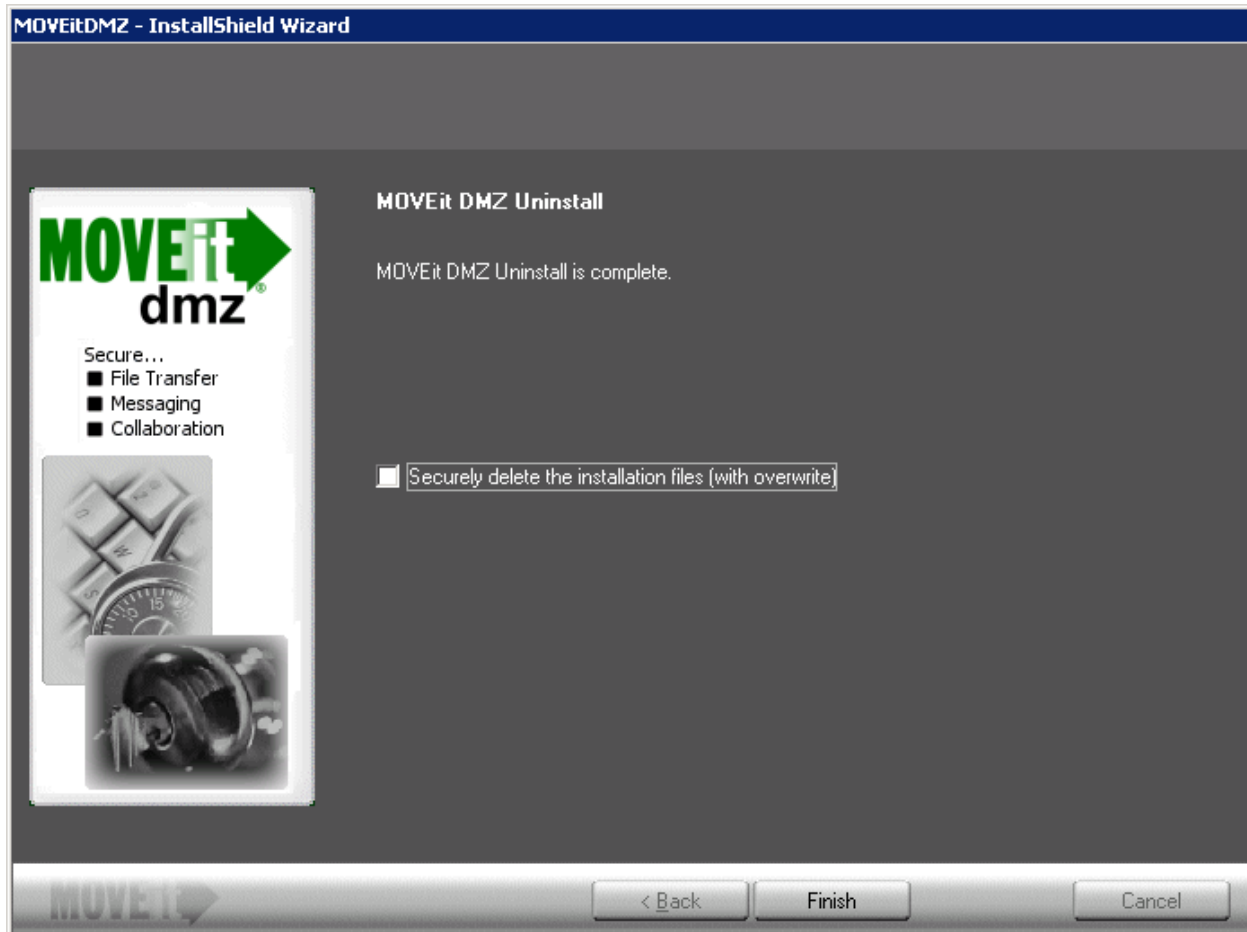 MOVEitDMZ - InstallShield Wizard
MOVEit
dmz®
Secure...
File Transfer
Messaging
Collaboration
MOVEit DMZ Uninstall
MOVEit DMZ Uninstall is complete.
Securely delete the installation files (with overwrite)
MOVEit
< Back
Finish
Cancel